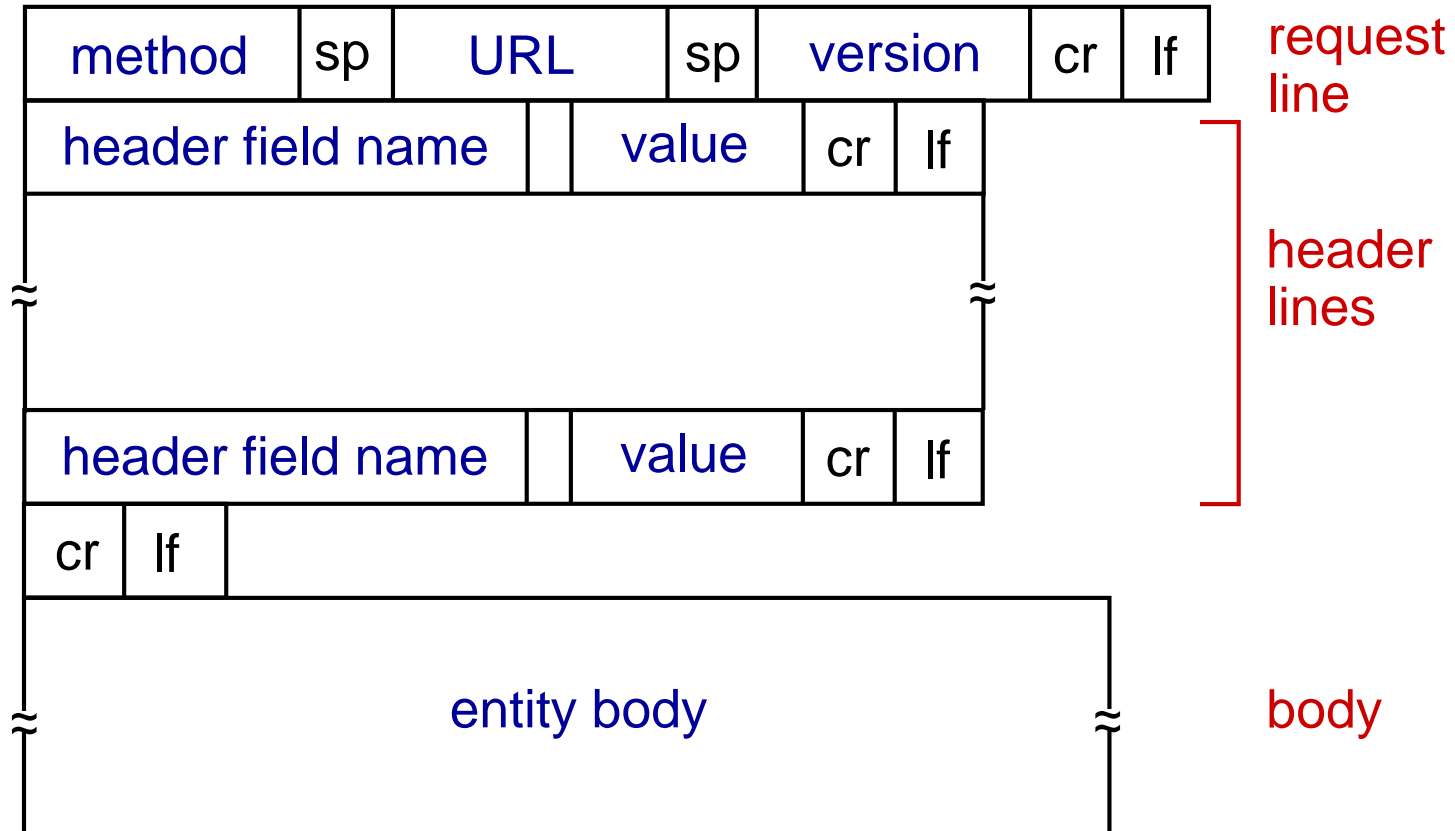 method sp URL sp version cr lf request
line
header field name value cr lf
header
lines
header field name value cr lf
cr lf
entity body body